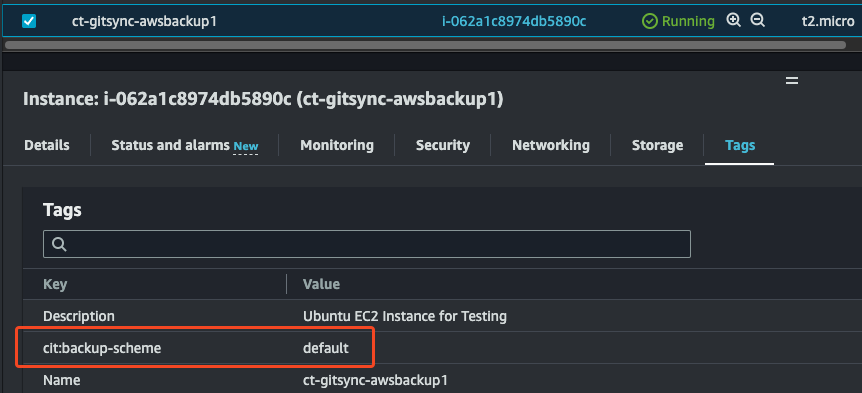 ct-gitsync-awsbackup1 i-062a1c8974db5890c Running t2.micro
Instance: i-062a1c8974db5890c (ct-gitsync-awsbackup1)
Details Status and alarms New Monitoring Security Networking Storage Tags
Tags
Key Value
Description Ubuntu EC2 Instance for Testing
cit:backup-scheme default
Name ct-gitsync-awsbackup1